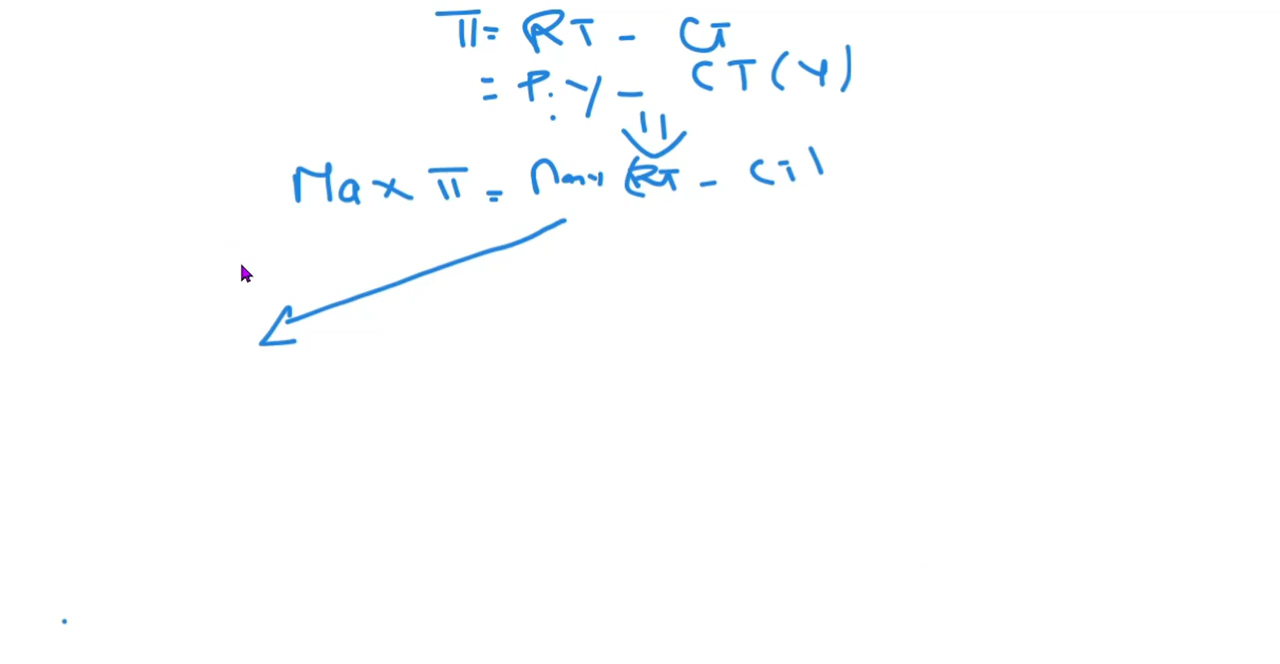 π = RT - CT
= P. y - CT(y)
Max π = Max (RT - CT)